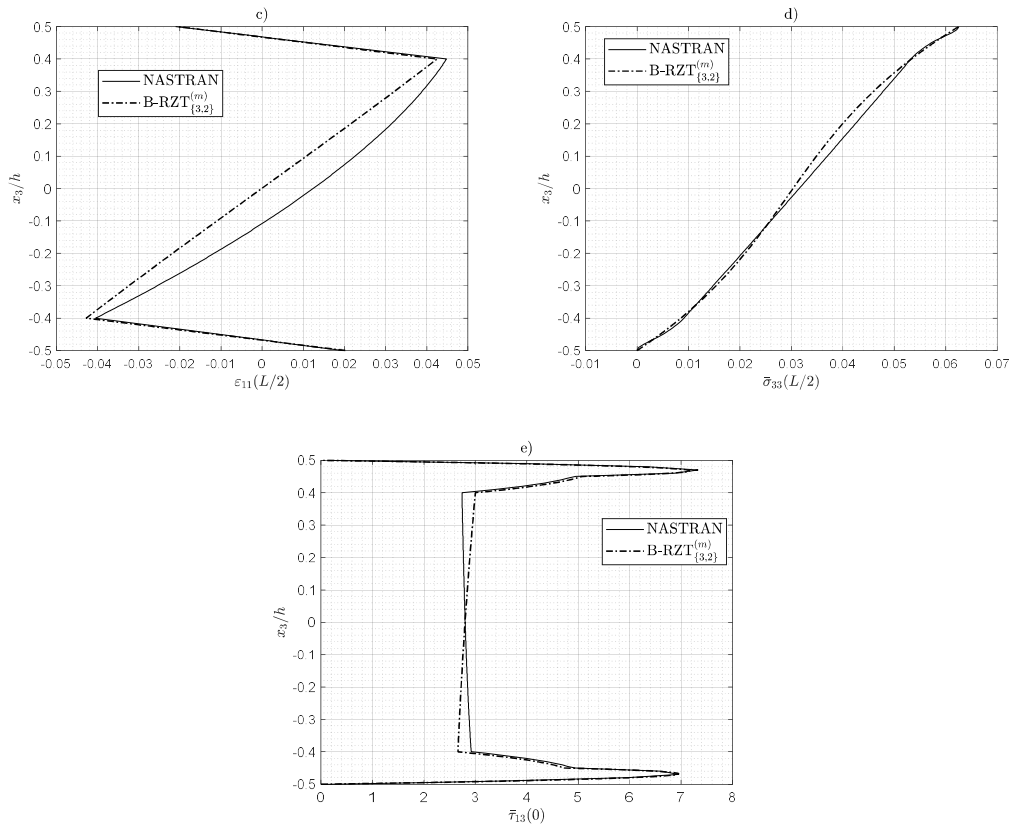 c)
0.5
0.4
0.3
0.2
0.1
0
-0.1
-0.2
-0.3
-0.4
-0.5
x₃/h
-0.05 -0.04 -0.03 -0.02 -0.01 0 0.01 0.02 0.03 0.04 0.05
ε₁₁(L/2)
NASTRAN
B-RZT^{(m)}_{\{3,2\}}
d)
0.5
0.4
0.3
0.2
0.1
0
-0.1
-0.2
-0.3
-0.4
-0.5
x₃/h
-0.01 0 0.01 0.02 0.03 0.04 0.05 0.06 0.07
σ̄₃₃(L/2)
NASTRAN
B-RZT^{(m)}_{\{3,2\}}
e)
0.5
0.4
0.3
0.2
0.1
0
-0.1
-0.2
-0.3
-0.4
-0.5
x₃/h
0 1 2 3 4 5 6 7 8
τ̄₁₃(0)
NASTRAN
B-RZT^{(m)}_{\{3,2\}}